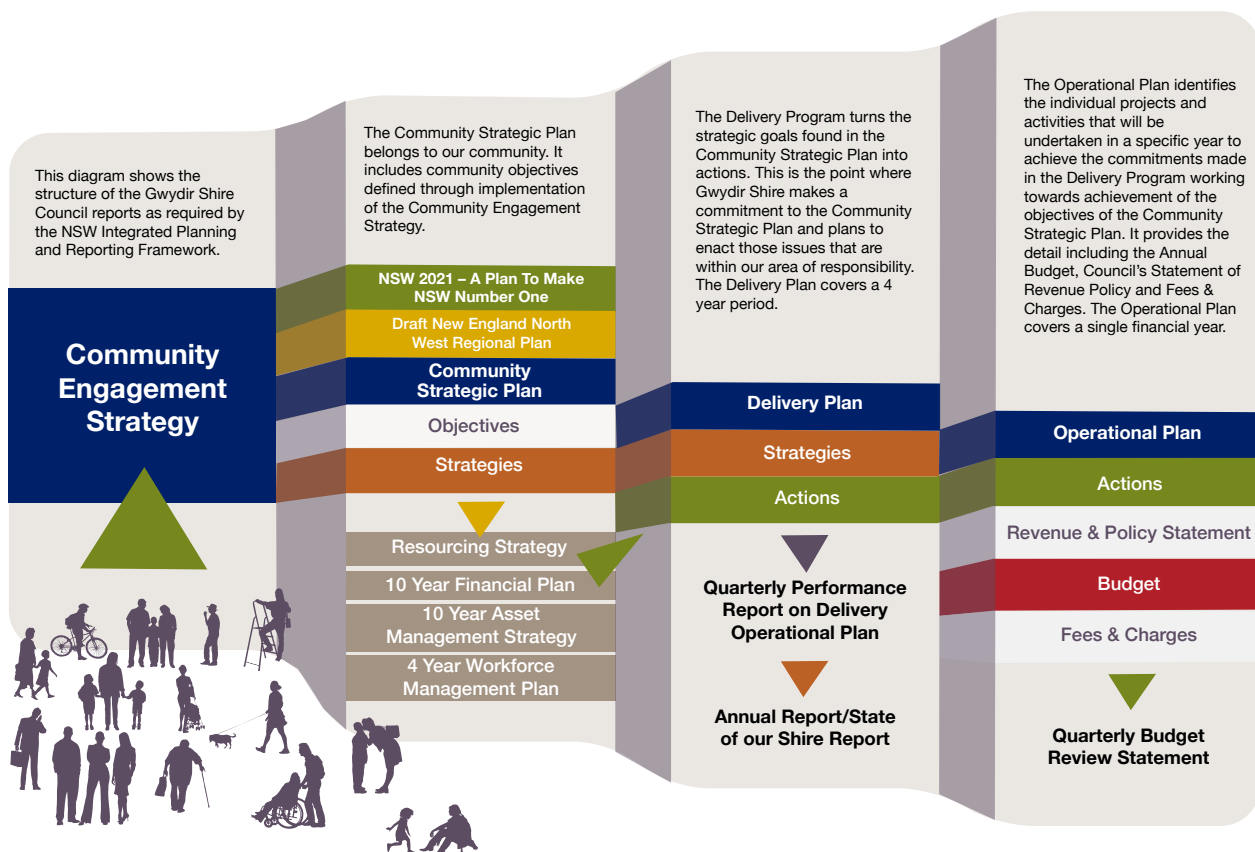 This diagram shows the
structure of the Gwydir Shire
Council reports as required by
the NSW Integrated Planning
and Reporting Framework.
Community
Engagement
Strategy
The Community Strategic Plan
belongs to our community. It
includes community objectives
defined through implementation
of the Community Engagement
Strategy.
NSW 2021 – A Plan To Make
NSW Number One
Draft New England North
West Regional Plan
Community
Strategic Plan
Objectives
Strategies
Resourcing Strategy
10 Year Financial Plan
10 Year Asset
Management Strategy
4 Year Workforce
Management Plan
The Delivery Program turns the
strategic goals found in the
Community Strategic Plan into
actions. This is the point where
Gwydir Shire makes a
commitment to the Community
Strategic Plan and plans to
enact those issues that are
within our area of responsibility.
The Delivery Plan covers a 4
year period.
Delivery Plan
Strategies
Actions
Quarterly Performance
Report on Delivery
Operational Plan
Annual Report/State
of our Shire Report
The Operational Plan identifies
the individual projects and
activities that will be
undertaken in a specific year to
achieve the commitments made
in the Delivery Program working
towards achievement of the
objectives of the Community
Strategic Plan. It provides the
detail including the Annual
Budget, Council's Statement of
Revenue Policy and Fees &
Charges. The Operational Plan
covers a single financial year.
Operational Plan
Actions
Revenue & Policy Statement
Budget
Fees & Charges
Quarterly Budget
Review Statement